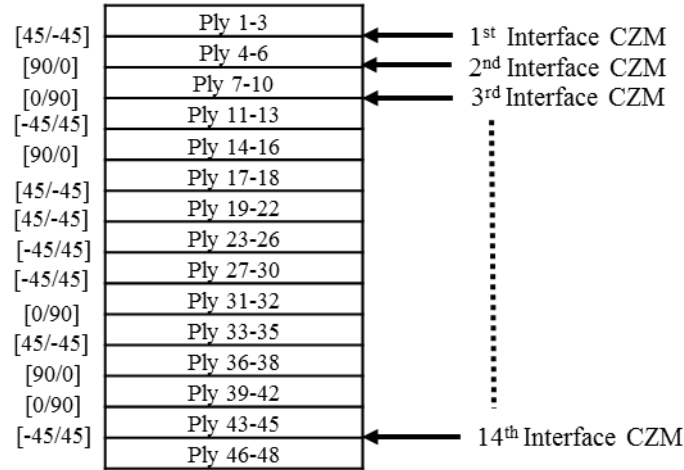 Ply 1-3
[45/-45]
1st Interface CZM
Ply 4-6
[90/0]
2nd Interface CZM
Ply 7-10
[0/90]
3rd Interface CZM
Ply 11-13
[-45/45]
Ply 14-16
[90/0]
Ply 17-18
[45/-45]
Ply 19-22
[45/-45]
Ply 23-26
[-45/45]
Ply 27-30
[-45/45]
Ply 31-32
[0/90]
Ply 33-35
[45/-45]
Ply 36-38
[90/0]
Ply 39-42
[0/90]
Ply 43-45
[-45/45]
14th Interface CZM
Ply 46-48